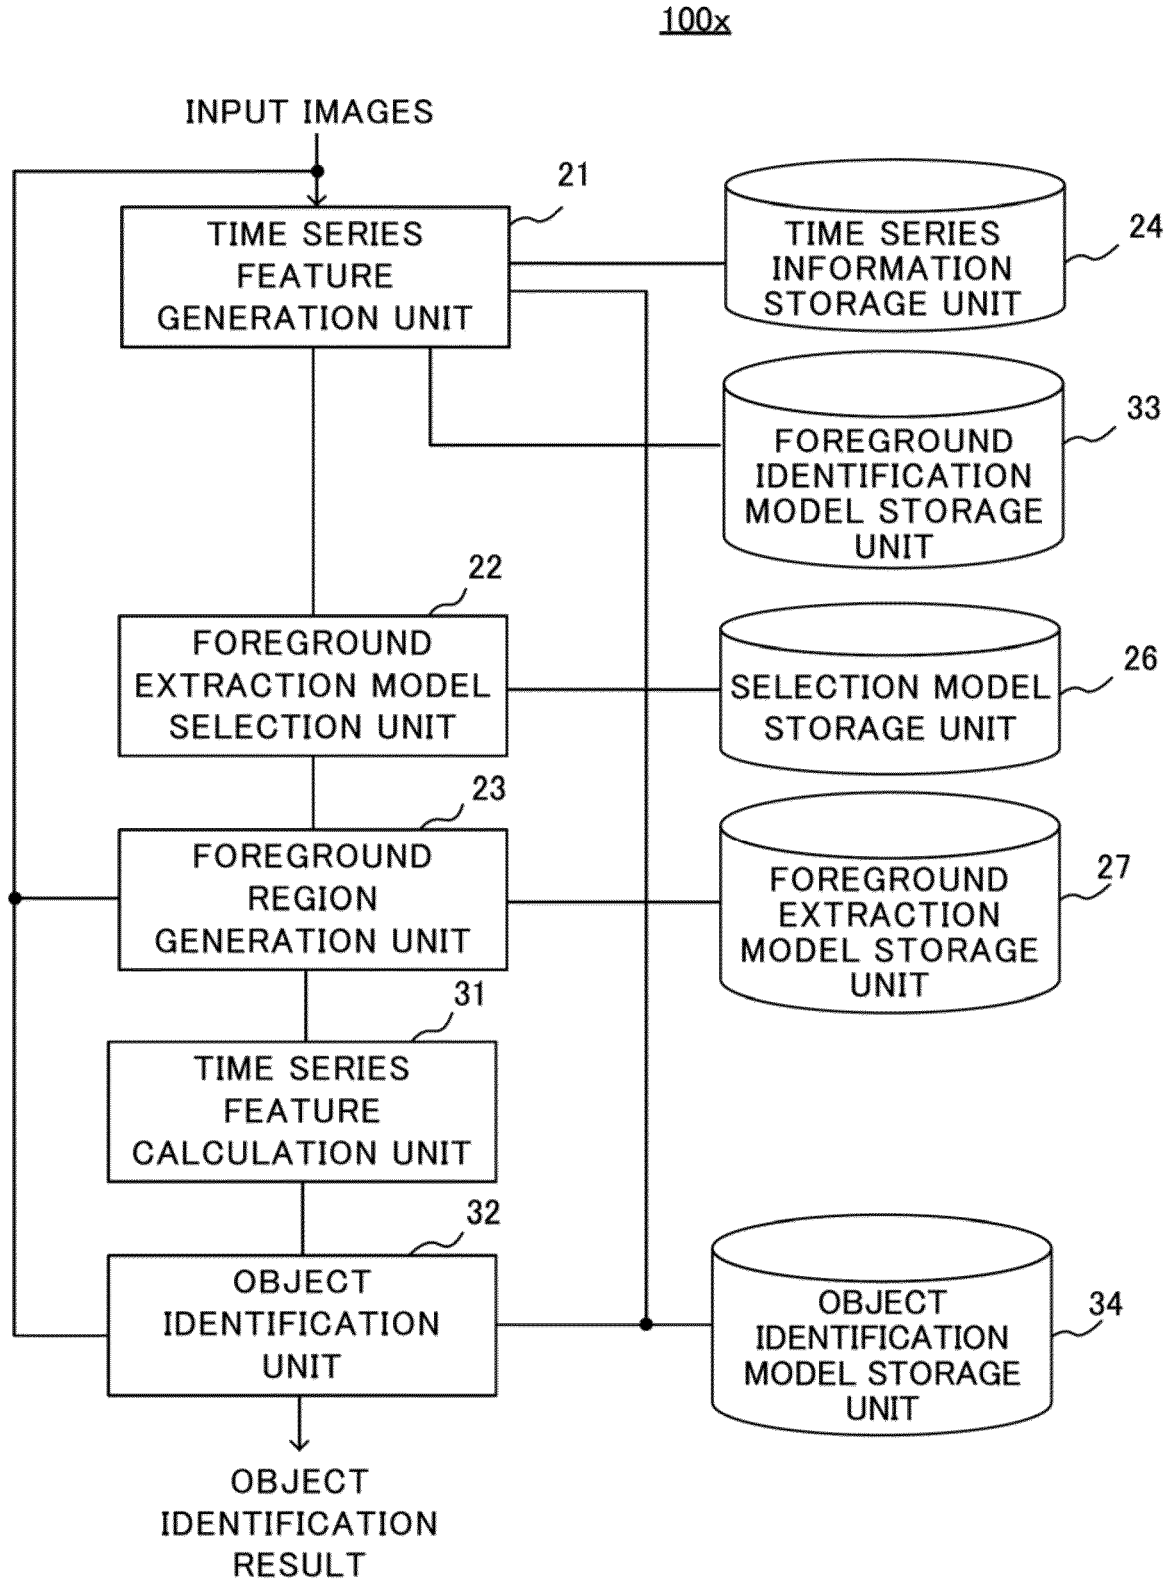 100x
INPUT IMAGES
21
TIME SERIES
FEATURE
GENERATION UNIT
TIME SERIES
INFORMATION
STORAGE UNIT
24
FOREGROUND
IDENTIFICATION
MODEL STORAGE
UNIT
33
22
FOREGROUND
EXTRACTION MODEL
SELECTION UNIT
SELECTION MODEL
STORAGE UNIT
26
23
FOREGROUND
REGION
GENERATION UNIT
FOREGROUND
EXTRACTION
MODEL STORAGE
UNIT
27
31
TIME SERIES
FEATURE
CALCULATION UNIT
32
OBJECT
IDENTIFICATION
UNIT
OBJECT
IDENTIFICATION
MODEL STORAGE
UNIT
34
OBJECT
IDENTIFICATION
RESULT